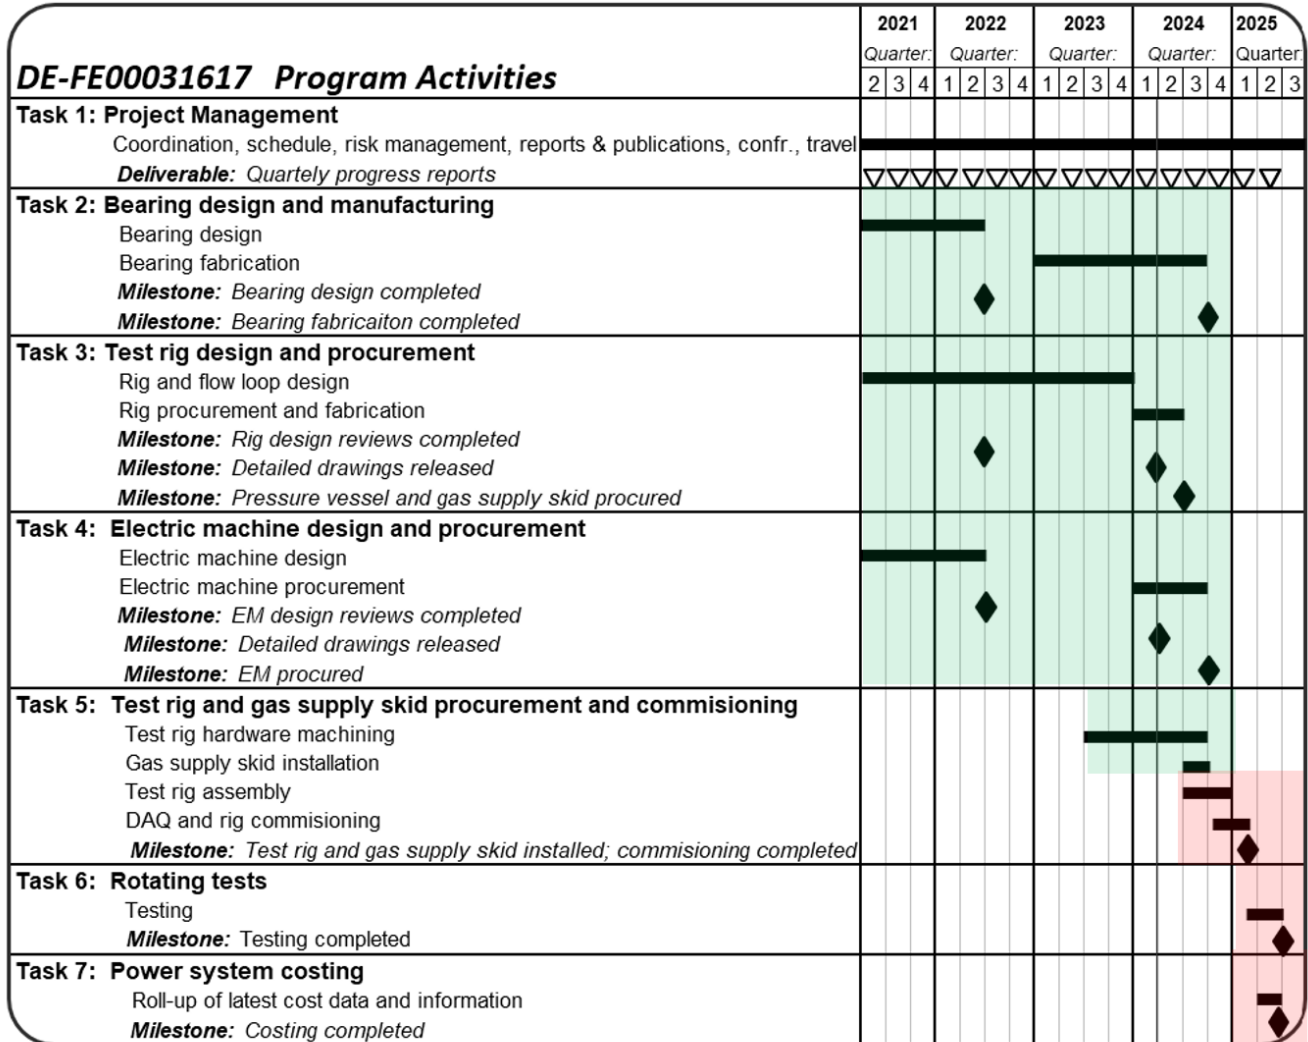 2021 2022 2023 2024 2025
Quarter: Quarter: Quarter: Quarter: Quarter:
DE-FE00031617 Program Activities
2 3 4 1 2 3 4 1 2 3 4 1 2 3 4 1 2 3
Task 1: Project Management
Coordination, schedule, risk management, reports & publications, confr., travel
Deliverable: Quartely progress reports
Task 2: Bearing design and manufacturing
Bearing design
Bearing fabrication
Milestone: Bearing design completed
Milestone: Bearing fabricaiton completed
Task 3: Test rig design and procurement
Rig and flow loop design
Rig procurement and fabrication
Milestone: Rig design reviews completed
Milestone: Detailed drawings released
Milestone: Pressure vessel and gas supply skid procured
Task 4: Electric machine design and procurement
Electric machine design
Electric machine procurement
Milestone: EM design reviews completed
Milestone: Detailed drawings released
Milestone: EM procured
Task 5: Test rig and gas supply skid procurement and commisioning
Test rig hardware machining
Gas supply skid installation
Test rig assembly
DAQ and rig commisioning
Milestone: Test rig and gas supply skid installed; commisioning completed
Task 6: Rotating tests
Testing
Milestone: Testing completed
Task 7: Power system costing
Roll-up of latest cost data and information
Milestone: Costing completed